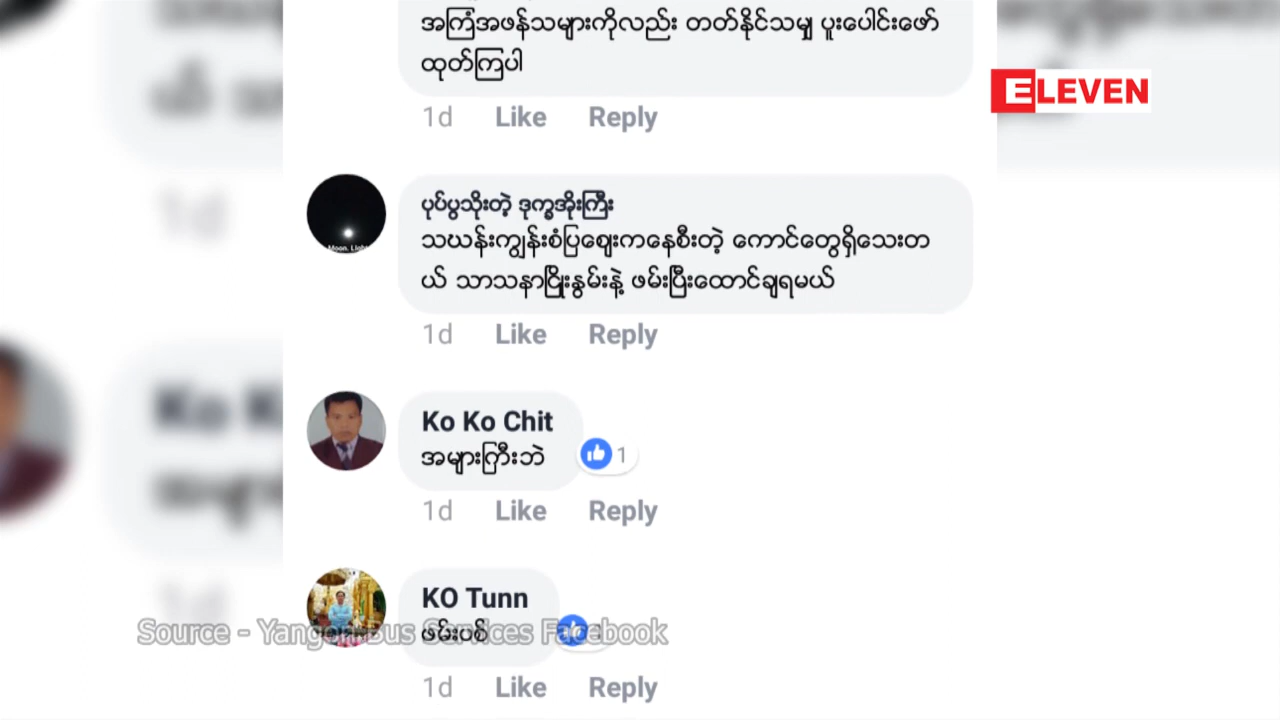 အကြံအဖန်သများကိုလည်း တတ်နိုင်သမျှ ပူးပေါင်းဖော်
ထုတ်ကြပါ
ELEVEN
1d Like Reply
ပုပ်ပွသိုးတဲ့ ဒုက္ခအိုးကြီး
သင်္ဃန်းကျွန်းစံပြစျေးကနေစီးတဲ့ ကောင်တွေရှိသေးတ
ယ် သာသနာငြိုးနွမ်းနဲ့ ဖမ်းပြီးထောင်ချရမယ်
Moon. Light
1d Like Reply
Ko Ko Chit
အများကြီးဘဲ
1
1d Like Reply
KO Tunn
ဖမ်းပစ်
Source - Yangon Bus Services Facebook
1d Like Reply